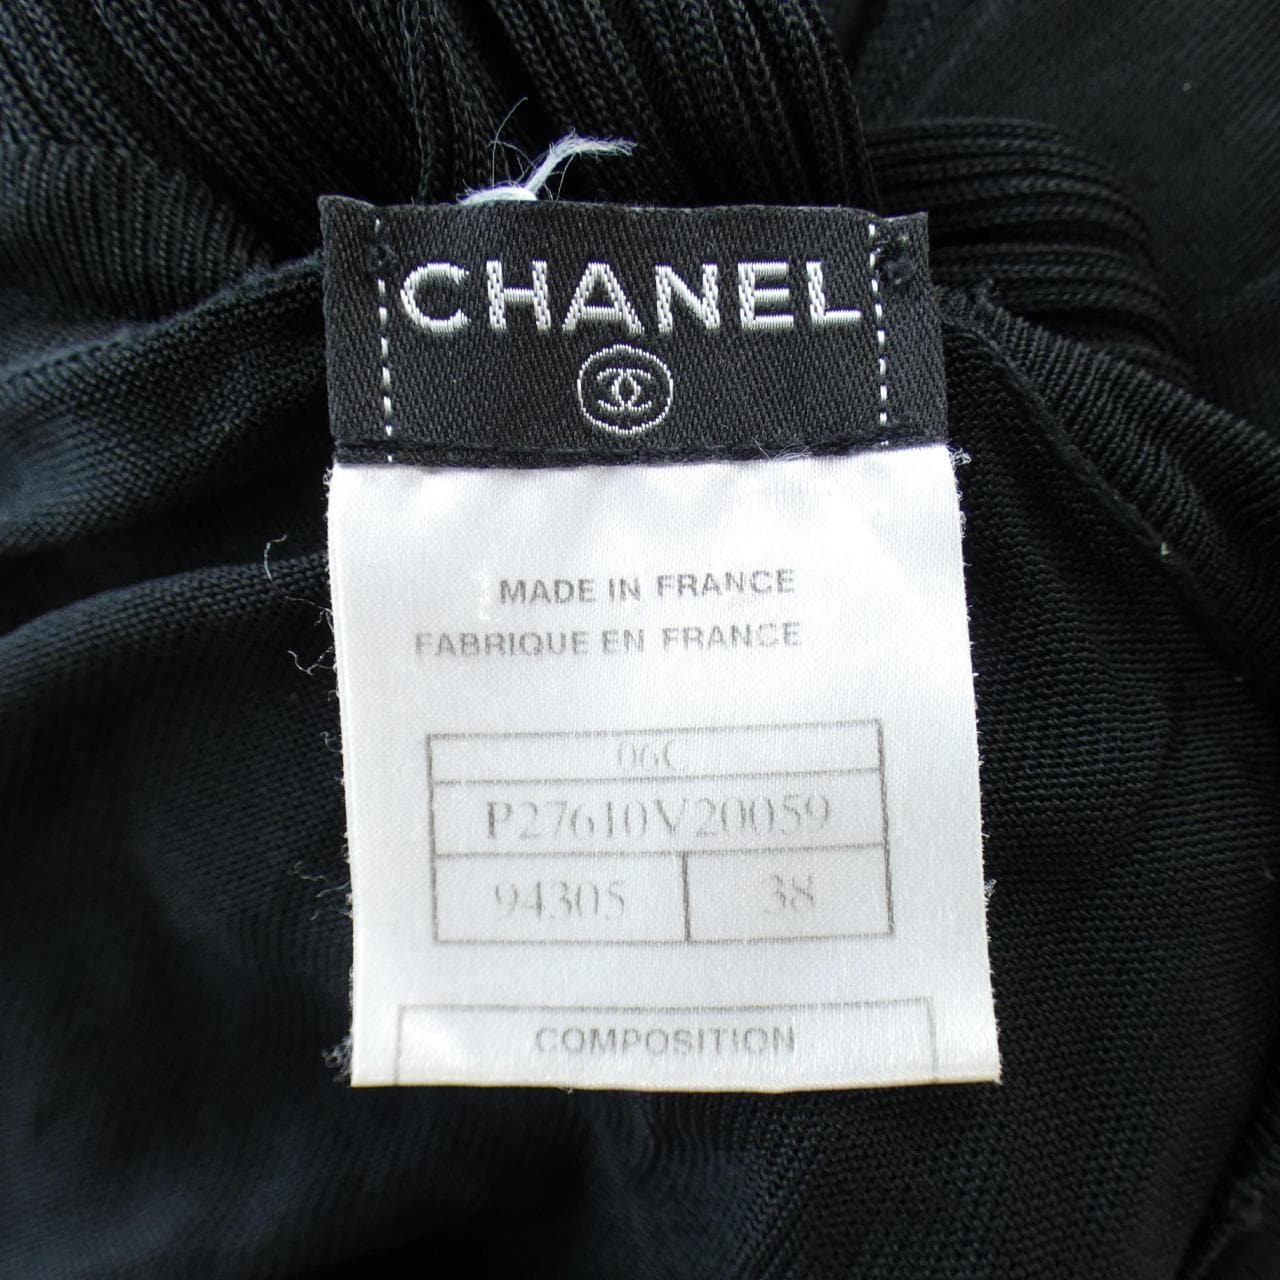 CHANEL
MADE IN FRANCE
FABRIQUE EN FRANCE
06C
P27610V20059
94305 38
COMPOSITION